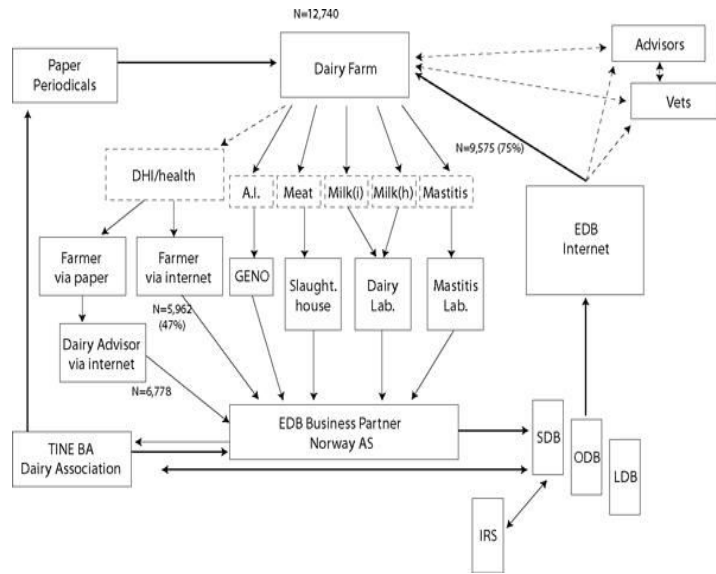 N=12,740
Paper
Periodicals
Dairy Farm
Advisors
Vets
N=9,575 (75%)
DHI/health
A.I.
Meat
Milk(i)
Milk(h)
Mastitis
EDB
Internet
Farmer
via paper
Farmer
via internet
GENO
Slaught.
house
Dairy
Lab.
Mastitis
Lab.
N=5,962
(47%)
Dairy Advisor
via internet
N=6,778
EDB Business Partner
Norway AS
TINE BA
Dairy Association
SDB
ODB
LDB
IRS